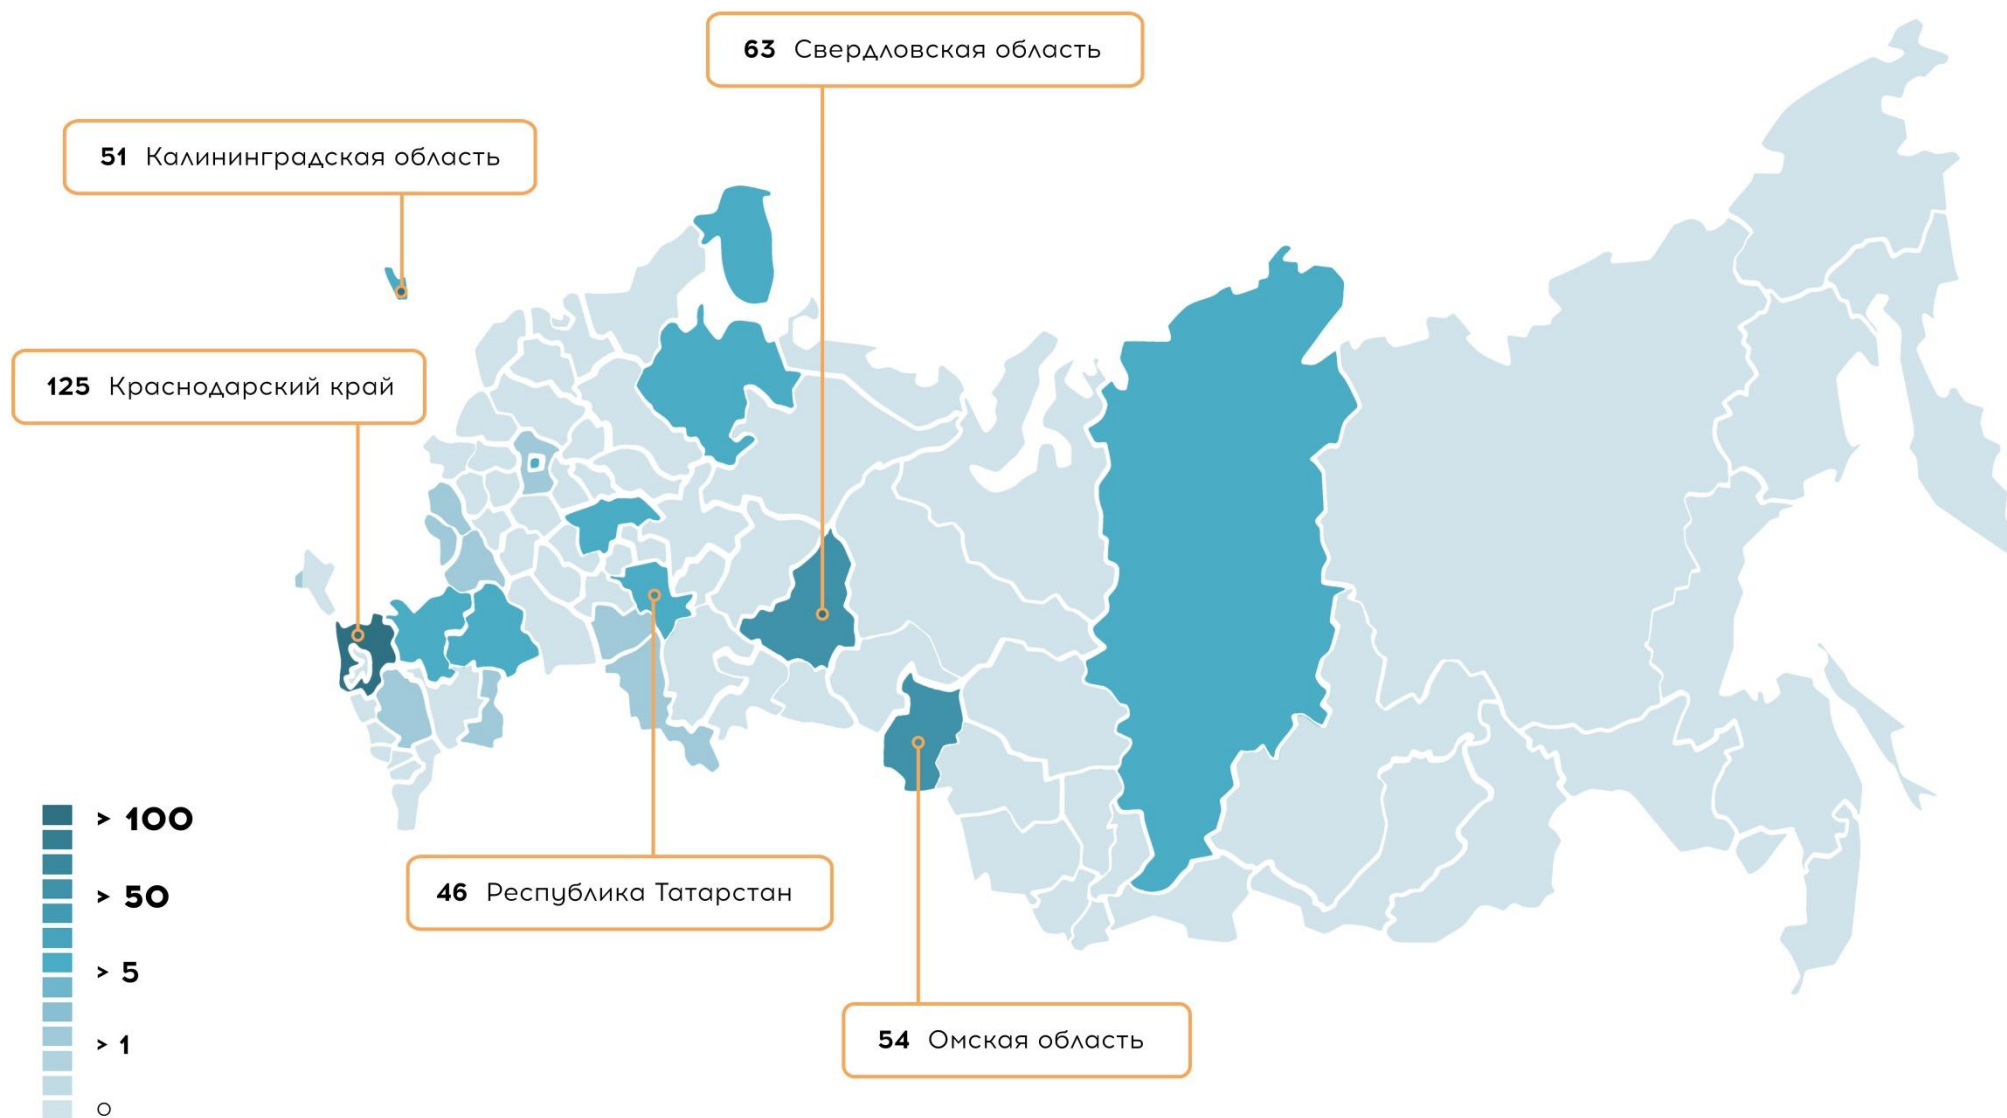 63 Свердловская область
51 Калининградская область
125 Краснодарский край
46 Республика Татарстан
54 Омская область
> 100
> 50
> 5
> 1
0